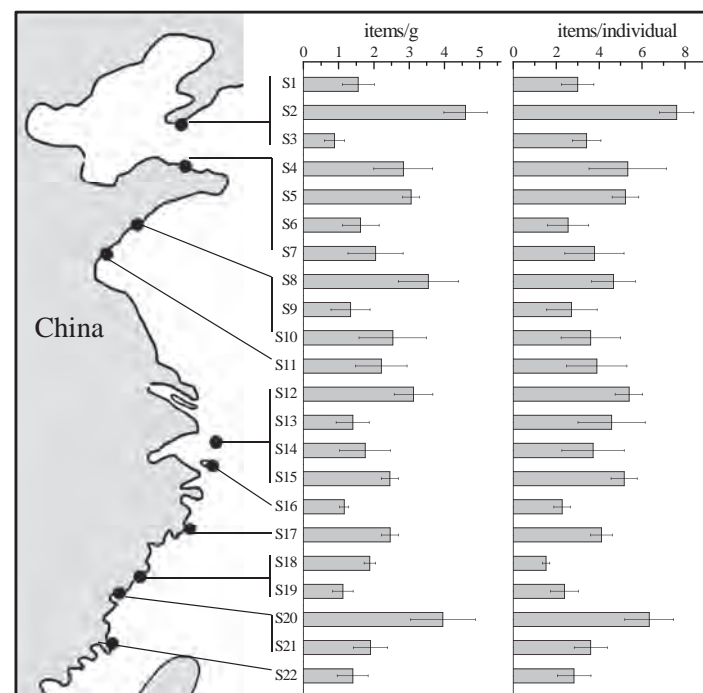 items/g items/individual
0 1 2 3 4 5 0 2 4 6 8
S1
S2
S3
S4
S5
S6
S7
S8
S9
China
S10
S11
S12
S13
S14
S15
S16
S17
S18
S19
S20
S21
S22